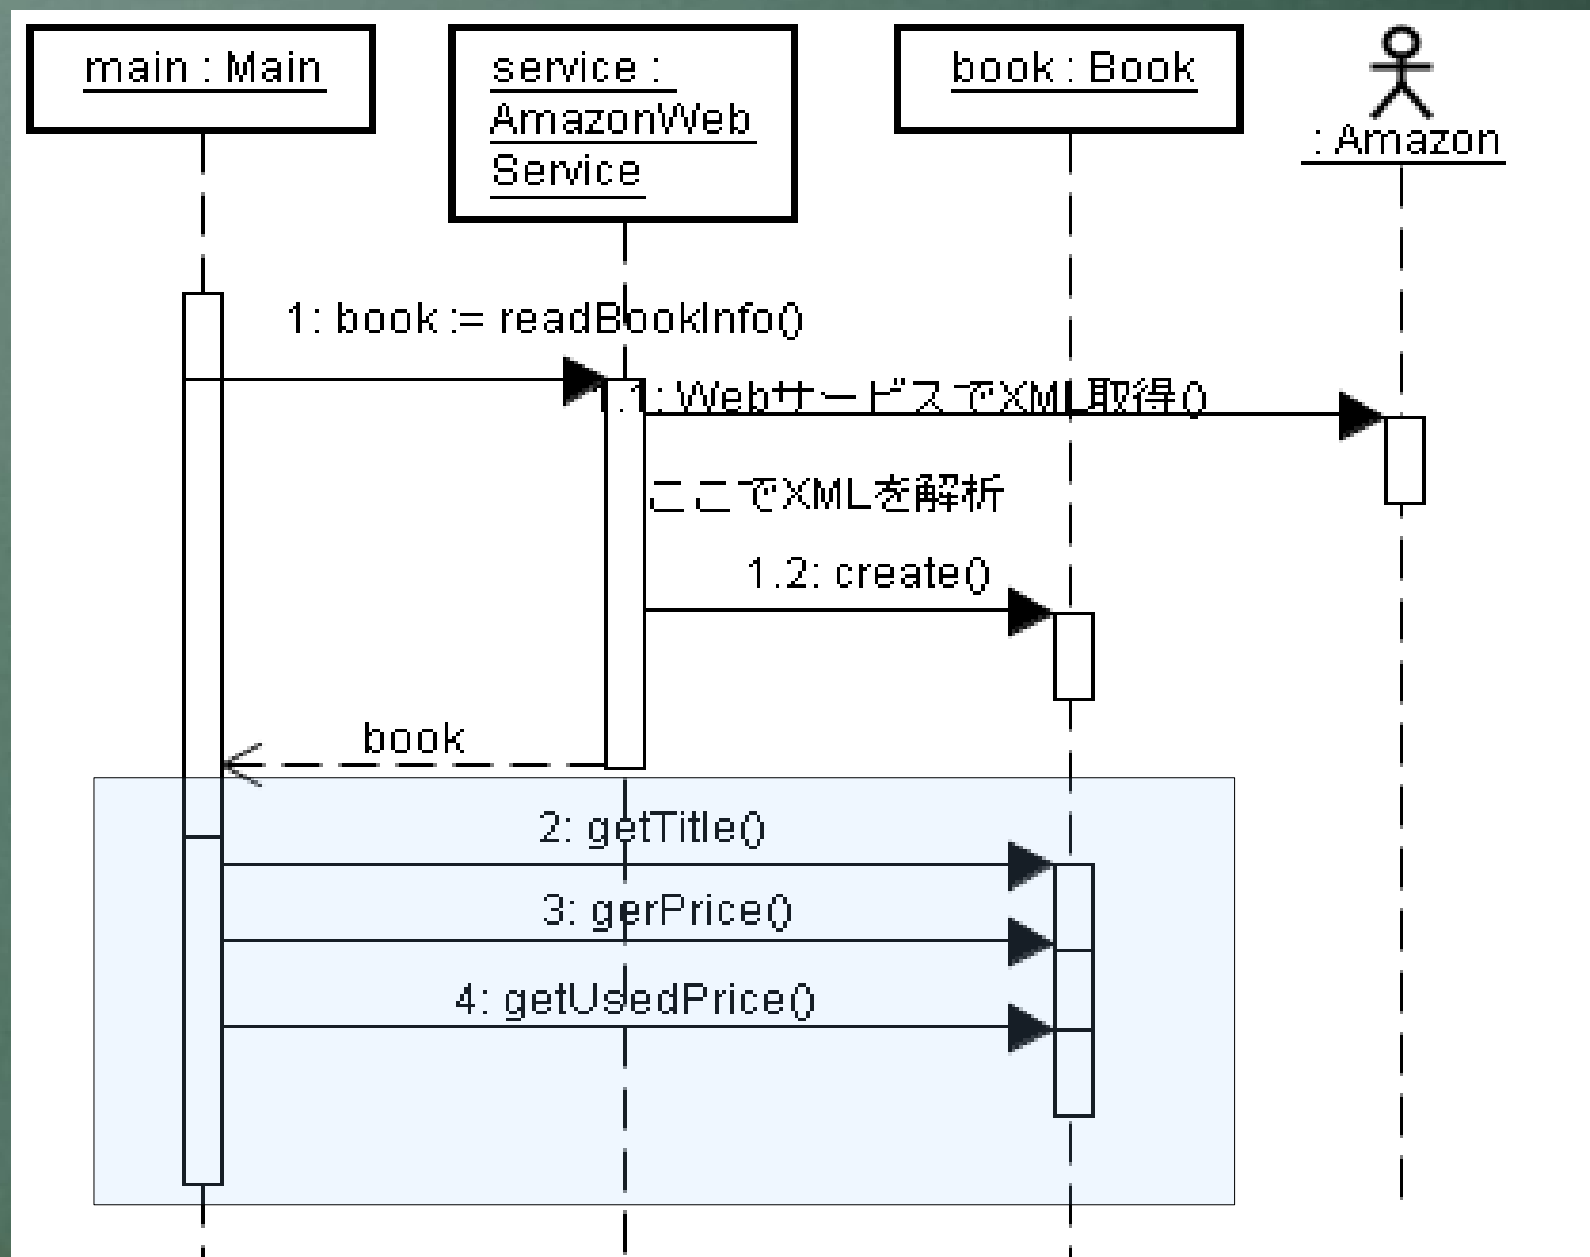 main : Main
service :
AmazonWeb
Service
book : Book
: Amazon
1: book := readBookInfo()
1.1: WebサービスでXML取得()
ここでXMLを解析
1.2: create()
book
2: getTitle()
3: gerPrice()
4: getUsedPrice()